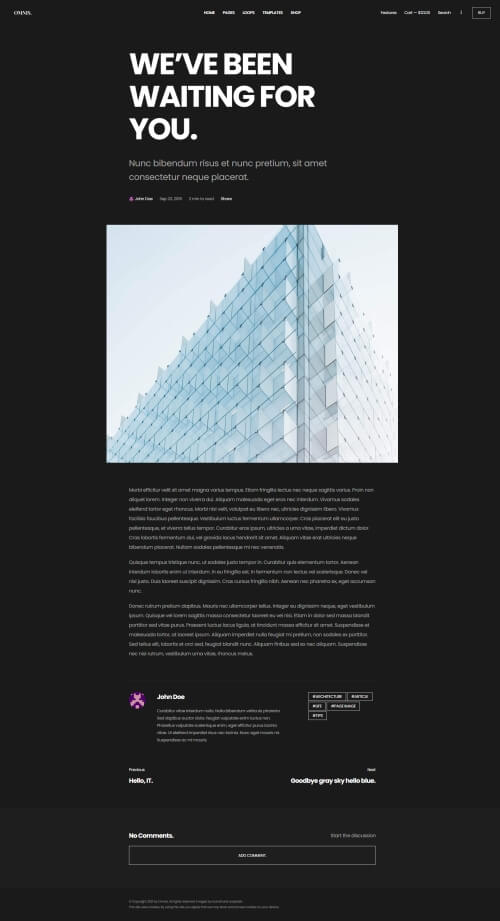 OMNIS. HOME PAGES LOOPS TEMPLATES SHOP Features Search BUY
WE’VE BEEN
WAITING FOR
YOU.
Nunc bibendum risus et nunc pretium, sit amet
consectetur neque placerat.
John Doe Sep 23, 2019 2 min to read Share
Morbi efficitur velit sit amet magna varius tempus. Etiam fringilla lectus nec neque sagittis varius. Proin non
aliquet lorem. Integer non viverra dui. Aliquam malesuada eget eros nec interdum. Vivamus sodales
eleifend tortor eget rhoncus. Morbi nisl velit, volutpat eu libero nec, ultricies dignissim libero. Vivamus
facilisis faucibus pellentesque. Vestibulum luctus fermentum ullamcorper. Cras placerat elit eu justo
pellentesque, et viverra tellus tempor. Curabitur eros ipsum, ultricies a urna vitae, imperdiet dictum dolor.
Cras lobortis fermentum dui, vel gravida lacus hendrerit sit amet. Aliquam vitae erat ultricies neque
bibendum placerat. Nullam sodales pellentesque mi nec venenatis.
Quisque tempus tristique nunc, ut sodales justo tempor in. Curabitur quis elementum tortor. Aenean
interdum lobortis enim ut interdum. In eu fringilla est, in fermentum non lectus vel scelerisque. Donec vel
nisl justo. Duis laoreet suscipit dignissim. Cras cursus fringilla nibh. Aenean nec pharetra ex, eget accumsan
nunc.
Donec rutrum pretium dapibus. Mauris nec ullamcorper tellus. Integer eu dignissim neque, eget vestibulum
ipsum. Quisque vel lorem sagittis massa consectetur laoreet eu vel nisi. Etiam in dolor sed massa blandit
porttitor sed vitae purus. Praesent luctus lacus ligula, at tincidunt massa efficitur sit amet. Suspendisse et
malesuada tortor, at laoreet ipsum. Aliquam imperdiet nulla feugiat mi pretium, non sodales ex porttitor.
Sed tellus elit, lobortis et orci sed, feugiat blandit nunc. Aliquam finibus sed ex nec ullamcorper. Suspendisse
nec nisi rutrum, vestibulum urna vitae, rhoncus metus.
John Doe #ARCHITECTURE #ARTICLE
#LIFE #PAGE IMAGE
#TIPS
Curabitur vitae interdum nulla. Nulla bibendum varius ex pharetra.
Sed dapibus auctor dolor, feugiat vulputate enim luctus non.
Phasellus vulputate scelerisque enim, eget efficitur purus lacinia
vitae. Ut eleifend imperdiet risus nec lacinia. Nunc eget mauris mi.
Suspendisse ac mi mauris.
Previous Next
Hello, IT. Goodbye gray sky hello blue.
No Comments. Start the discussion
ADD COMMENT.